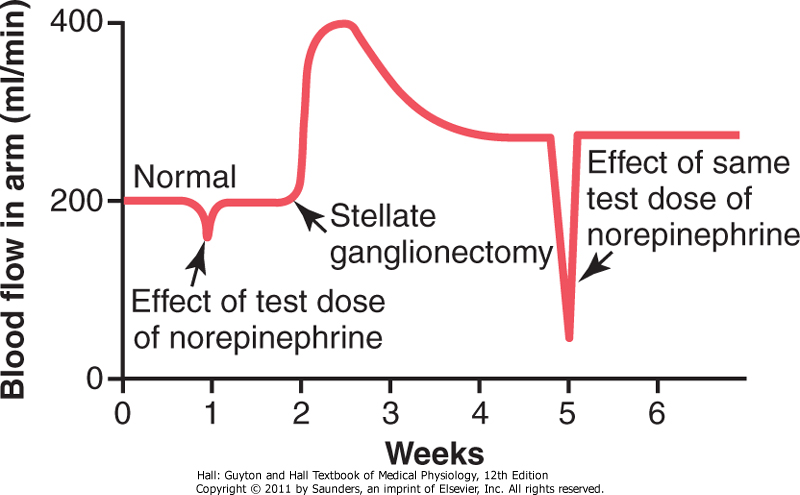 Blood flow in arm (ml/min)
400
200
0
Normal
Effect of test dose
of norepinephrine
Stellate
ganglionectomy
Effect of same
test dose of
norepinephrine
0 1 2 3 4 5 6
Weeks
Hall: Guyton and Hall Textbook of Medical Physiology, 12th Edition
Copyright © 2011 by Saunders, an imprint of Elsevier, Inc. All rights reserved.